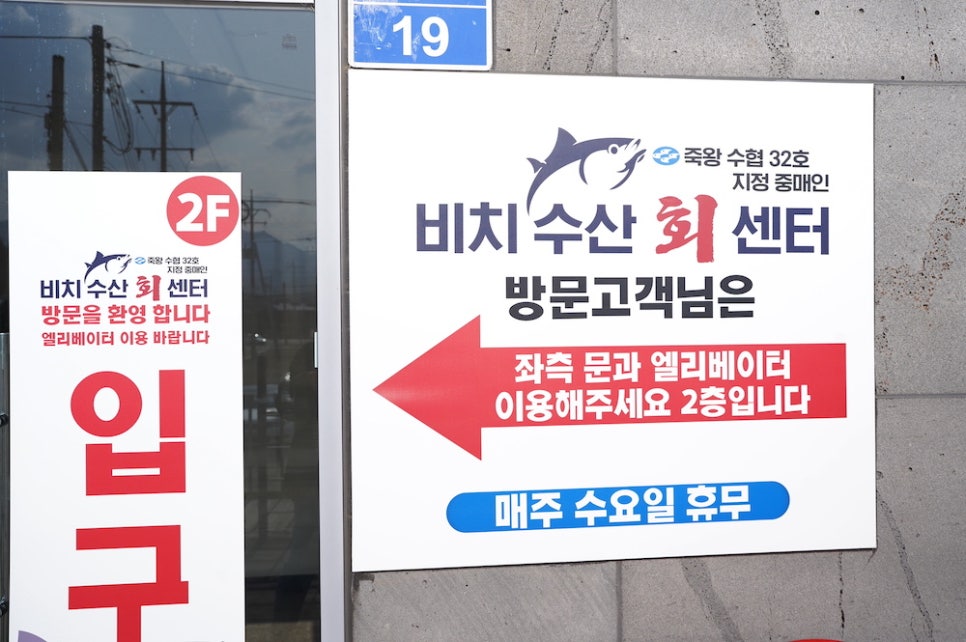 19
죽왕 수협 32호
지정 중매인
비치 수산 회 센터
방문고객님은
좌측 문과 엘리베이터
이용해주세요 2층입니다
매주 수요일 휴무
2F
죽왕 수협 32호
지정 중매인
비치 수산 회 센터
방문을 환영 합니다
엘리베이터 이용 바랍니다
입
구